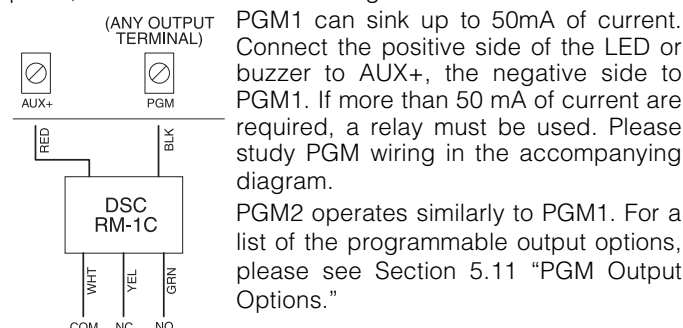 (ANY OUTPUT
TERMINAL)
AUX+
PGM
RED
BLK
DSC
RM-1C
WHT
YEL
GRN
COM
NC
NO
PGM1 can sink up to 50mA of current.
Connect the positive side of the LED or
buzzer to AUX+, the negative side to
PGM1. If more than 50 mA of current are
required, a relay must be used. Please
study PGM wiring in the accompanying
diagram.
PGM2 operates similarly to PGM1. For a
list of the programmable output options,
please see Section 5.11 “PGM Output
Options.”